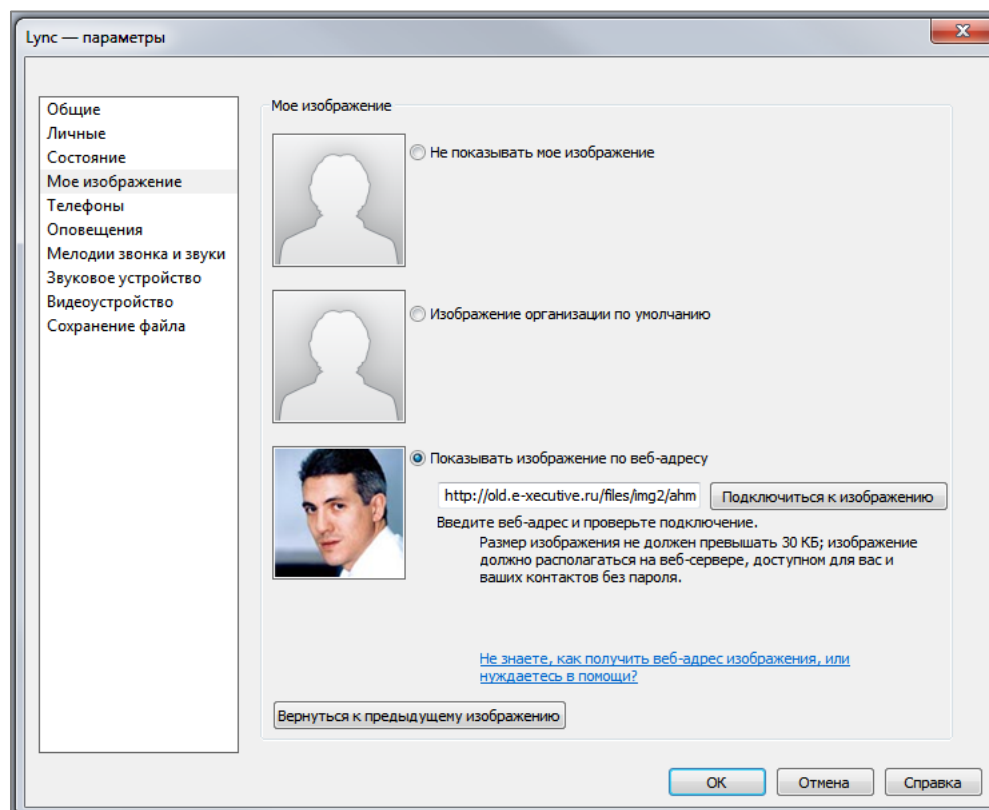 Lync — параметры
Общие
Личные
Состояние
Мое изображение
Телефоны
Оповещения
Мелодии звонка и звуки
Звуковое устройство
Видеоустройство
Сохранение файла
Мое изображение
Не показывать мое изображение
Изображение организации по умолчанию
Показывать изображение по веб-адресу
http://old.e-xecutive.ru/files/img2/ahm
Подключиться к изображению
Введите веб-адрес и проверьте подключение.
Размер изображения не должен превышать 30 КБ; изображение
должно располагаться на веб-сервере, доступном для вас и
ваших контактов без пароля.
Не знаете, как получить веб-адрес изображения, или
нуждаетесь в помощи?
Вернуться к предыдущему изображению
ОК
Отмена
Справка